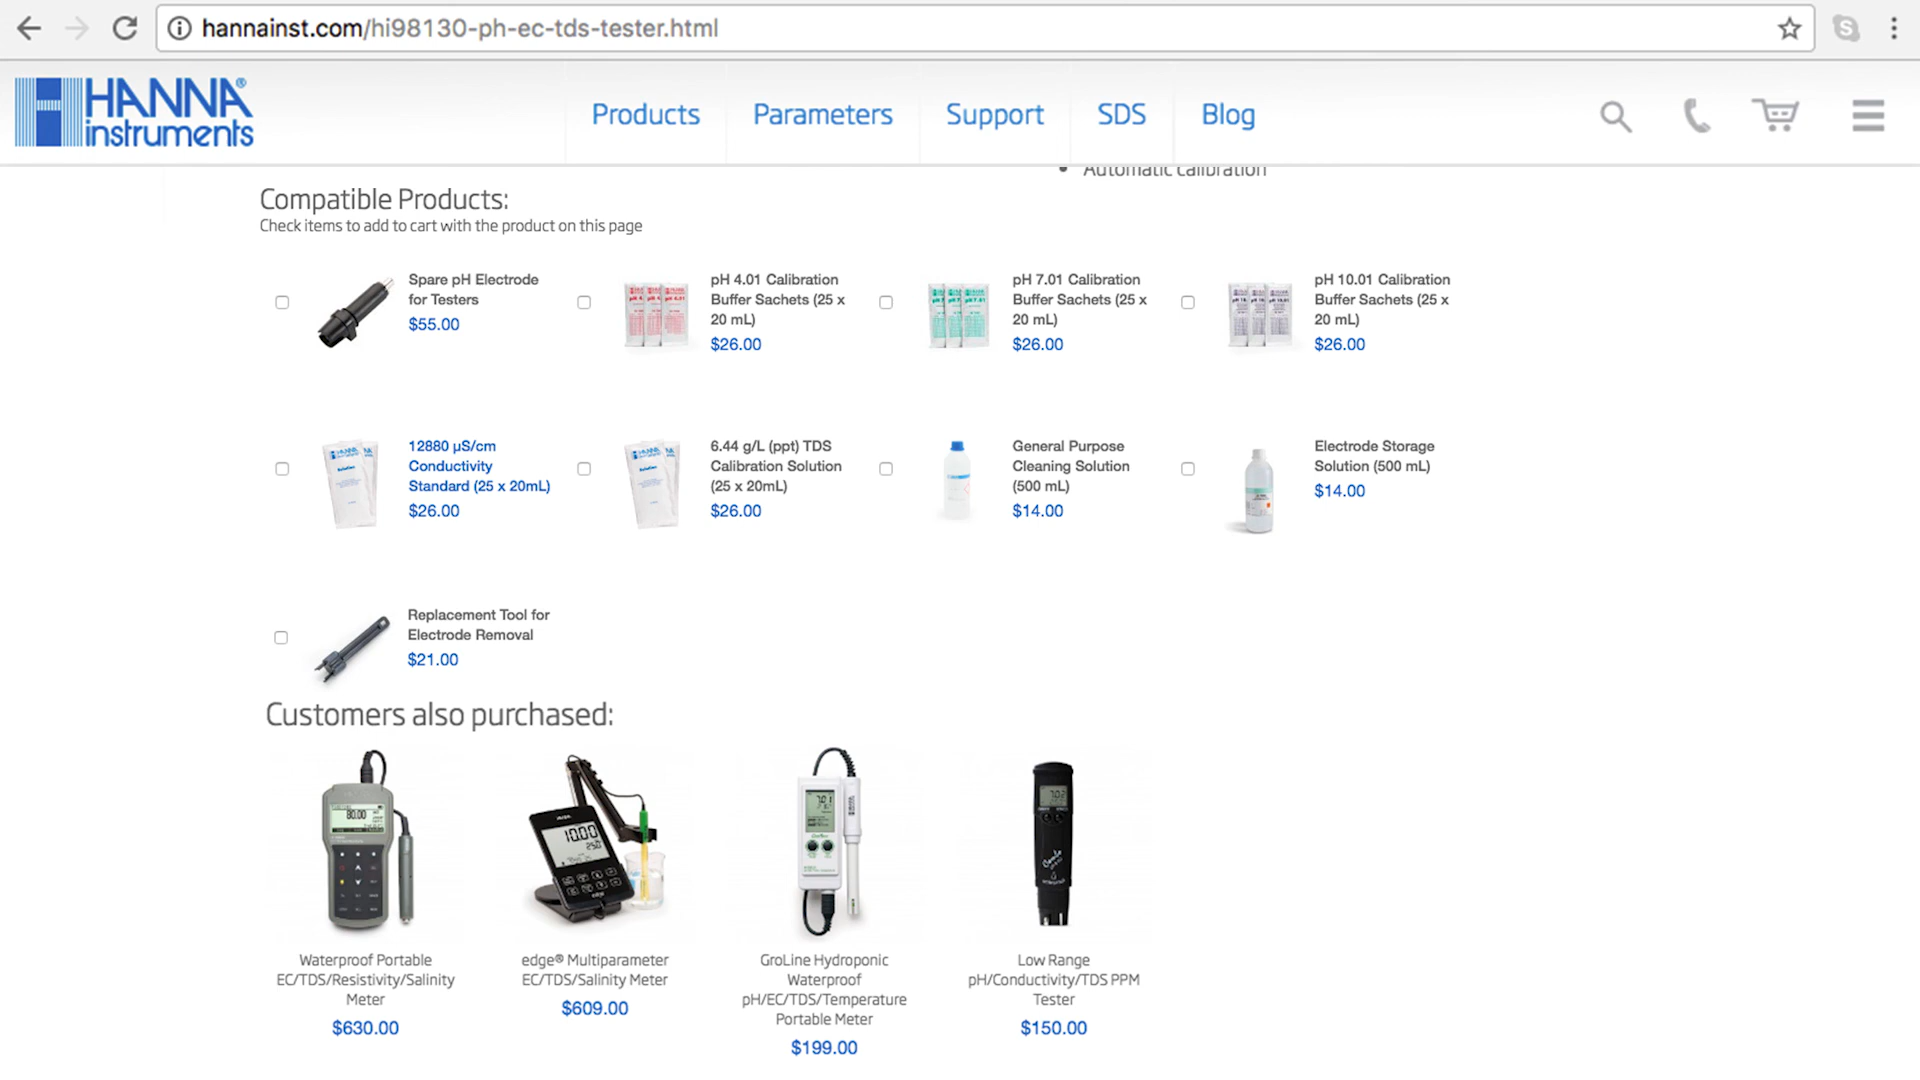 hannainst.com/hi98130-ph-ec-tds-tester.html
HANNA®
instruments
Products
Parameters
Support
SDS
Blog
• Automatic calibration
Compatible Products:
Check items to add to cart with the product on this page
Spare pH Electrode
for Testers
$55.00
pH 4.01 Calibration
Buffer Sachets (25 x
20 mL)
$26.00
pH 7.01 Calibration
Buffer Sachets (25 x
20 mL)
$26.00
pH 10.01 Calibration
Buffer Sachets (25 x
20 mL)
$26.00
12880 µS/cm
Conductivity
Standard (25 x 20mL)
$26.00
6.44 g/L (ppt) TDS
Calibration Solution
(25 x 20mL)
$26.00
General Purpose
Cleaning Solution
(500 mL)
$14.00
Electrode Storage
Solution (500 mL)
$14.00
Replacement Tool for
Electrode Removal
$21.00
Customers also purchased:
Waterproof Portable
EC/TDS/Resistivity/Salinity
Meter
$630.00
edge® Multiparameter
EC/TDS/Salinity Meter
$609.00
GroLine Hydroponic
Waterproof
pH/EC/TDS/Temperature
Portable Meter
$199.00
Low Range
pH/Conductivity/TDS PPM
Tester
$150.00